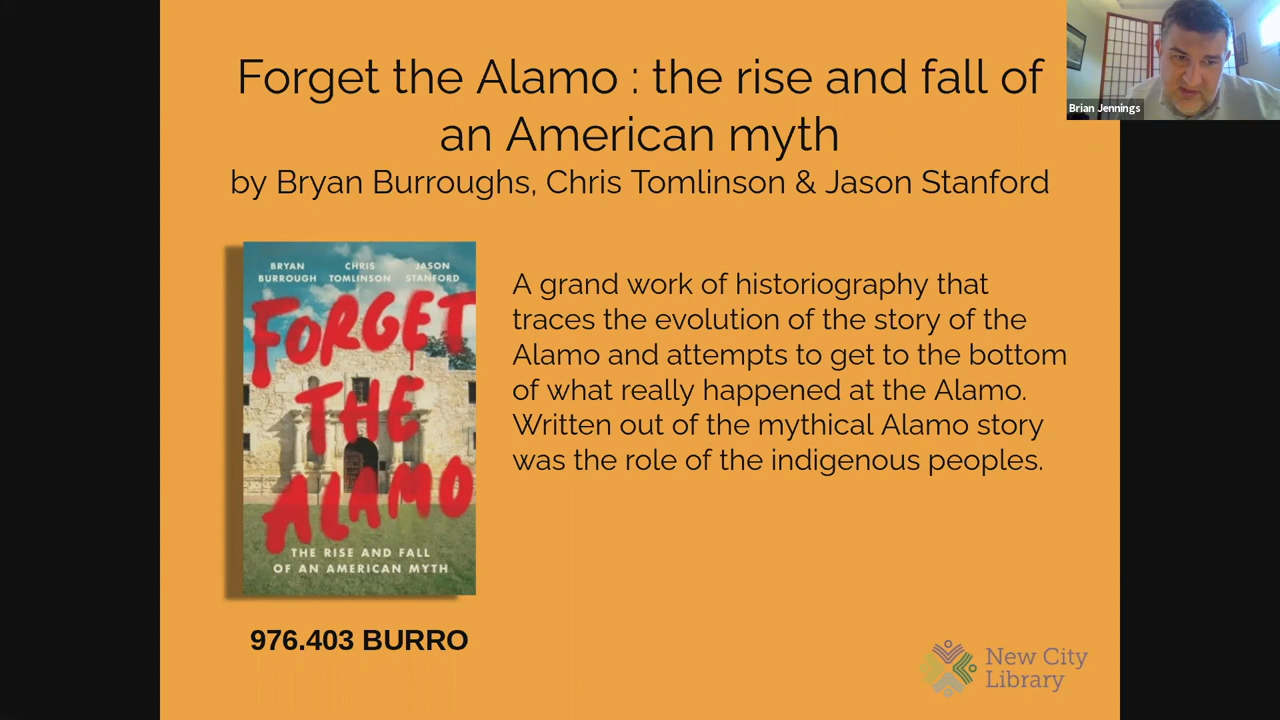 Forget the Alamo : the rise and fall of
an American myth
by Bryan Burroughs, Chris Tomlinson & Jason Stanford
Brian Jennings
BRYAN CHRIS JASON
BURROUGH TOMLINSON STANFORD
FORGET
THE
ALAMO
THE RISE AND FALL
OF AN AMERICAN MYTH
A grand work of historiography that
traces the evolution of the story of the
Alamo and attempts to get to the bottom
of what really happened at the Alamo.
Written out of the mythical Alamo story
was the role of the indigenous peoples.
976.403 BURRO
New City
Library